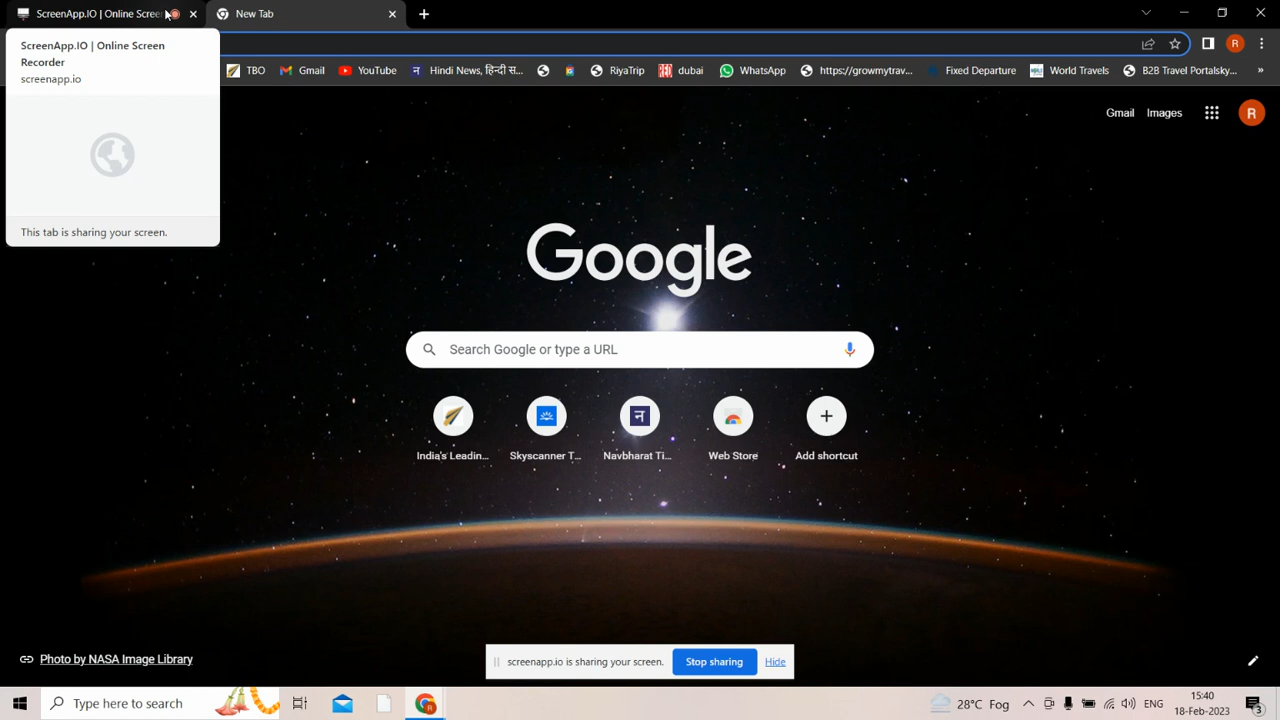 ScreenApp.IO | Online Scree
New Tab
ScreenApp.IO | Online Screen
Recorder
screenapp.io
This tab is sharing your screen.
TBO
Gmail
YouTube
Hindi News, हिन्दी स...
RiyaTrip
RED dubai
WhatsApp
https://growmytrav...
Fixed Departure
World Travels
B2B Travel Portalsky...
»
Gmail Images R
Google
Search Google or type a URL
India's Leadin... Skyscanner T... Navbharat Ti... Web Store Add shortcut
Photo by NASA Image Library
screenapp.io is sharing your screen. Stop sharing Hide
Type here to search
28°C Fog
ENG
15:40
18-Feb-2023
3